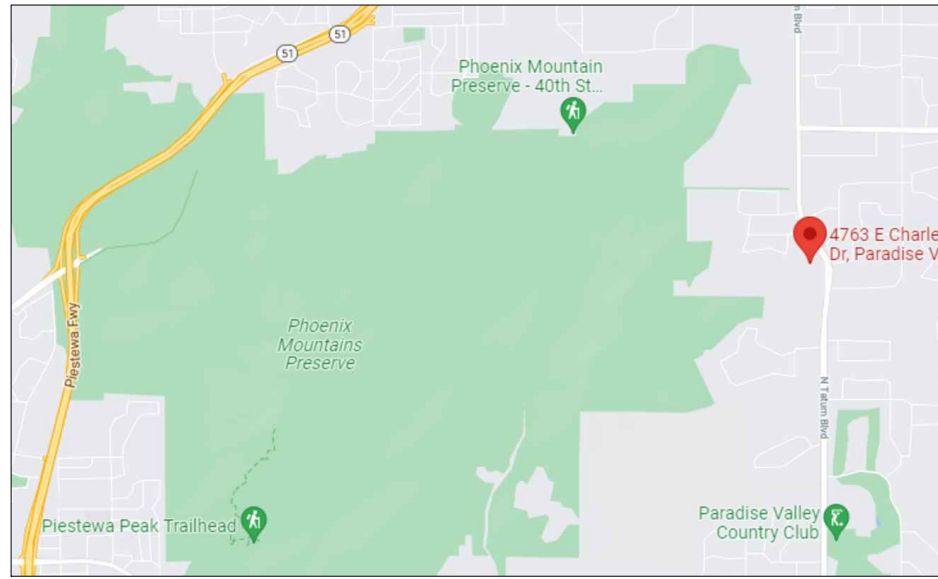 51
51
n Blvd
Phoenix Mountain
Preserve - 40th St...
4763 E Charle
Dr, Paradise V
Piestewa Fwy
Phoenix
Mountains
Preserve
N Tatum Blvd
Piestewa Peak Trailhead
Paradise Valley
Country Club